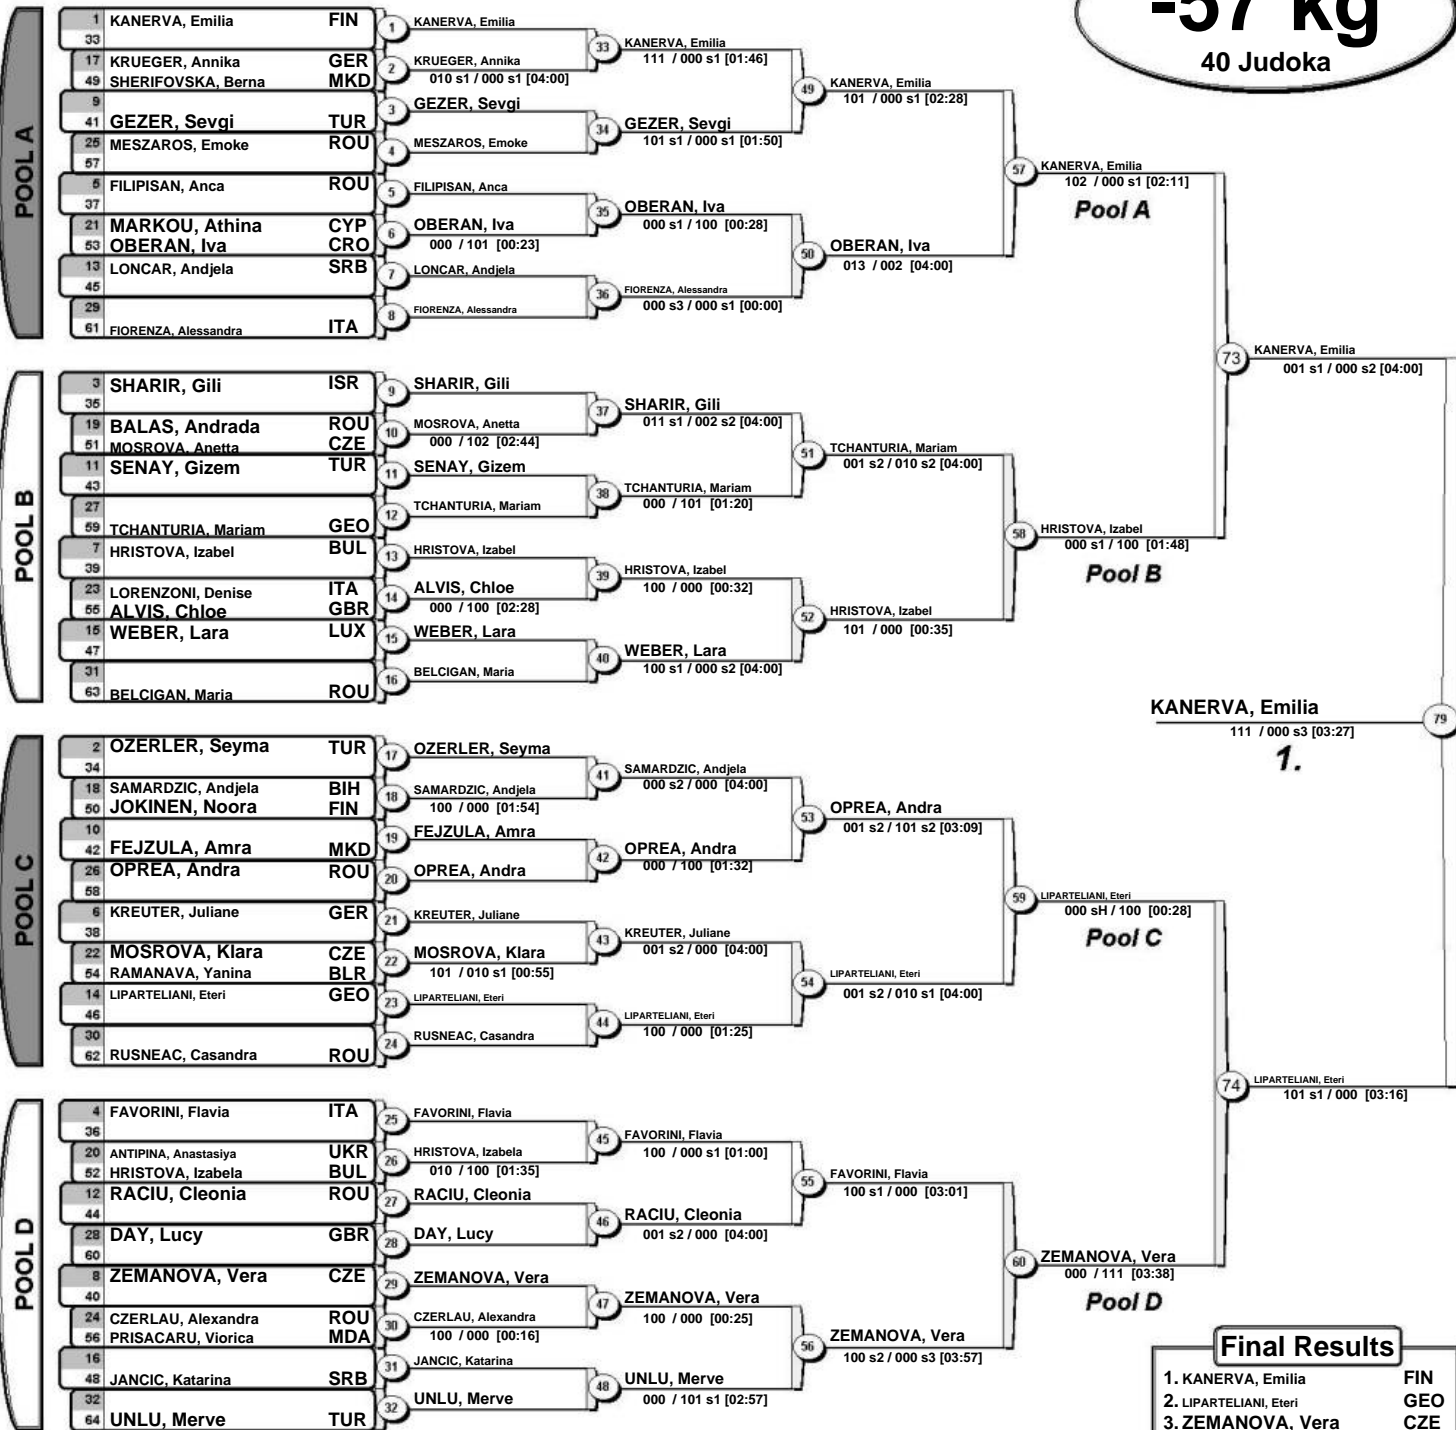 -57 kg
40 Judoka
POOL A
1 KANERVA, Emilia FIN
33
17 KRUEGER, Annika GER
49 SHERIFOVSKA, Berna MKD
9
41 GEZER, Sevgi TUR
25 MESZAROS, Emoke ROU
57
5 FILIPISAN, Anca ROU
37
21 MARKOU, Athina CYP
53 OBERAN, Iva CRO
13 LONCAR, Andjela SRB
45
29
61 FIORENZA, Alessandra ITA
1 KANERVA, Emilia
2 KRUEGER, Annika
010 s1 / 000 s1 [04:00]
3 GEZER, Sevgi
4 MESZAROS, Emoke
5 FILIPISAN, Anca
6 OBERAN, Iva
000 / 101 [00:23]
7 LONCAR, Andjela
8 FIORENZA, Alessandra
33 KANERVA, Emilia
111 / 000 s1 [01:46]
34 GEZER, Sevgi
101 s1 / 000 s1 [01:50]
35 OBERAN, Iva
000 s1 / 100 [00:28]
36 FIORENZA, Alessandra
000 s3 / 000 s1 [00:00]
49 KANERVA, Emilia
101 / 000 s1 [02:28]
50 OBERAN, Iva
013 / 002 [04:00]
57 KANERVA, Emilia
102 / 000 s1 [02:11]
Pool A
POOL B
3 SHARIR, Gili ISR
35
19 BALAS, Andrada ROU
51 MOSROVA, Anetta CZE
11 SENAY, Gizem TUR
43
27
59 TCHANTURIA, Mariam GEO
7 HRISTOVA, Izabel BUL
39
23 LORENZONI, Denise ITA
55 ALVIS, Chloe GBR
15 WEBER, Lara LUX
47
31
63 BELCIGAN, Maria ROU
9 SHARIR, Gili
10 MOSROVA, Anetta
000 / 102 [02:44]
11 SENAY, Gizem
12 TCHANTURIA, Mariam
13 HRISTOVA, Izabel
14 ALVIS, Chloe
000 / 100 [02:28]
15 WEBER, Lara
16 BELCIGAN, Maria
37 SHARIR, Gili
011 s1 / 002 s2 [04:00]
38 TCHANTURIA, Mariam
000 / 101 [01:20]
39 HRISTOVA, Izabel
100 / 000 [00:32]
40 WEBER, Lara
100 s1 / 000 s2 [04:00]
51 TCHANTURIA, Mariam
001 s2 / 010 s2 [04:00]
52 HRISTOVA, Izabel
101 / 000 [00:35]
58 HRISTOVA, Izabel
000 s1 / 100 [01:48]
Pool B
73 KANERVA, Emilia
001 s1 / 000 s2 [04:00]
KANERVA, Emilia 79
111 / 000 s3 [03:27]
1.
POOL C
2 OZERLER, Seyma TUR
34
18 SAMARDZIC, Andjela BIH
50 JOKINEN, Noora FIN
10
42 FEJZULA, Amra MKD
26 OPREA, Andra ROU
58
6 KREUTER, Juliane GER
38
22 MOSROVA, Klara CZE
54 RAMANAVA, Yanina BLR
14 LIPARTELIANI, Eteri GEO
46
30
62 RUSNEAC, Casandra ROU
17 OZERLER, Seyma
18 SAMARDZIC, Andjela
100 / 000 [01:54]
19 FEJZULA, Amra
20 OPREA, Andra
21 KREUTER, Juliane
22 MOSROVA, Klara
101 / 010 s1 [00:55]
23 LIPARTELIANI, Eteri
24 RUSNEAC, Casandra
41 SAMARDZIC, Andjela
000 s2 / 000 [04:00]
42 OPREA, Andra
000 / 100 [01:32]
43 KREUTER, Juliane
001 s2 / 000 [04:00]
44 LIPARTELIANI, Eteri
100 / 000 [01:25]
53 OPREA, Andra
001 s2 / 101 s2 [03:09]
54 LIPARTELIANI, Eteri
001 s2 / 010 s1 [04:00]
59 LIPARTELIANI, Eteri
000 sH / 100 [00:28]
Pool C
POOL D
4 FAVORINI, Flavia ITA
36
20 ANTIPINA, Anastasiya UKR
52 HRISTOVA, Izabela BUL
12 RACIU, Cleonia ROU
44
28 DAY, Lucy GBR
60
8 ZEMANOVA, Vera CZE
40
24 CZERLAU, Alexandra ROU
56 PRISACARU, Viorica MDA
16
48 JANCIC, Katarina SRB
32
64 UNLU, Merve TUR
25 FAVORINI, Flavia
26 HRISTOVA, Izabela
010 / 100 [01:35]
27 RACIU, Cleonia
28 DAY, Lucy
29 ZEMANOVA, Vera
30 CZERLAU, Alexandra
100 / 000 [00:16]
31 JANCIC, Katarina
32 UNLU, Merve
45 FAVORINI, Flavia
100 / 000 s1 [01:00]
46 RACIU, Cleonia
001 s2 / 000 [04:00]
47 ZEMANOVA, Vera
100 / 000 [00:25]
48 UNLU, Merve
000 / 101 s1 [02:57]
55 FAVORINI, Flavia
100 s1 / 000 [03:01]
56 ZEMANOVA, Vera
100 s2 / 000 s3 [03:57]
60 ZEMANOVA, Vera
000 / 111 [03:38]
Pool D
74 LIPARTELIANI, Eteri
101 s1 / 000 [03:16]
Final Results
1. KANERVA, Emilia FIN
2. LIPARTELIANI, Eteri GEO
3. ZEMANOVA, Vera CZE